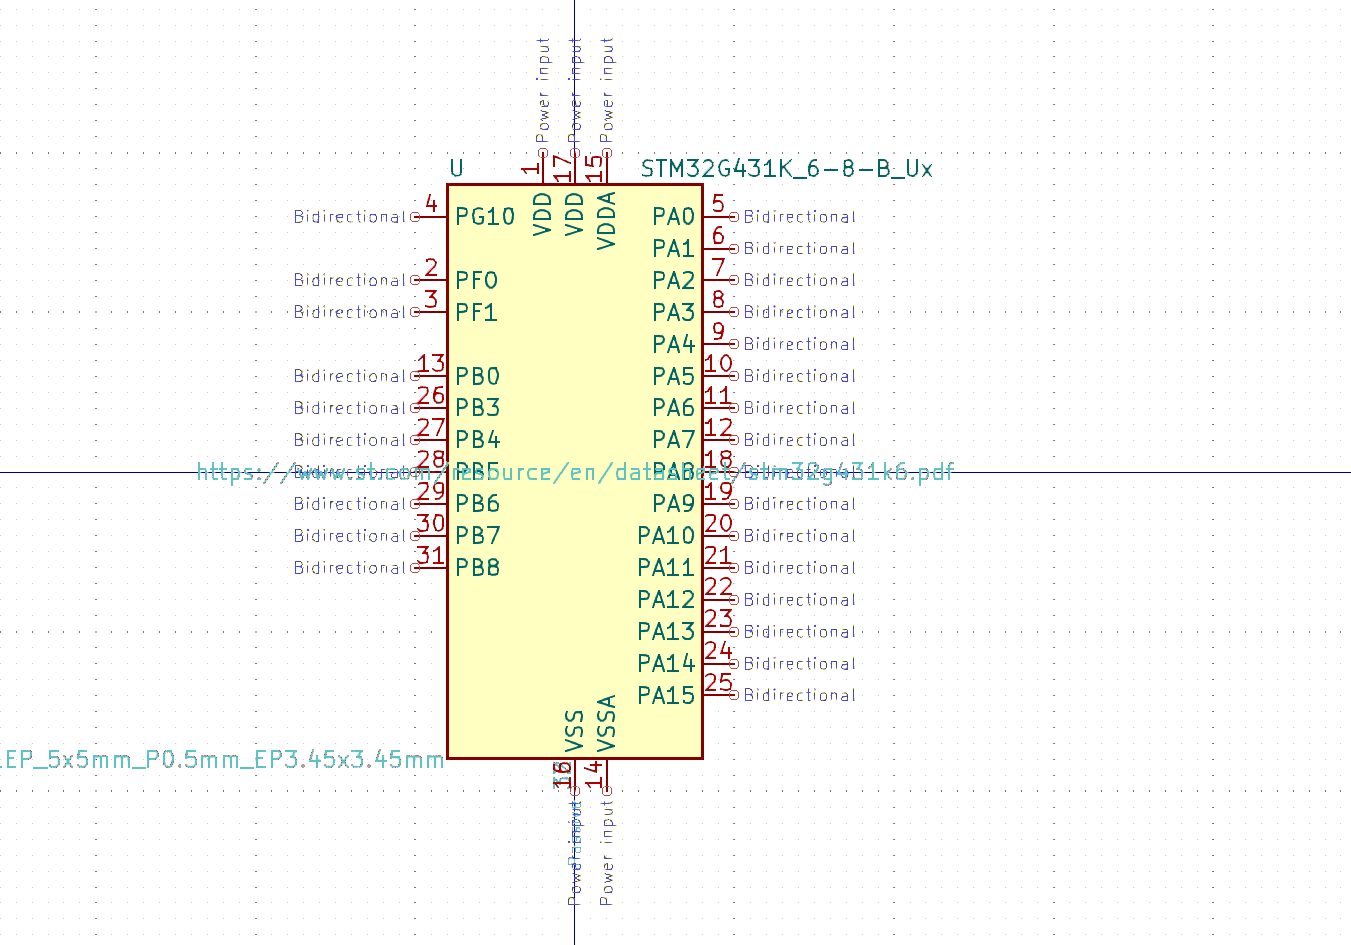 Power input
Power input
Power input
1
17
15
U
STM32G431K_6-8-B_Ux
VDD
VDD
VDDA
Bidirectional 4 PG10
PA0 5 Bidirectional
PA1 6 Bidirectional
Bidirectional 2 PF0
PA2 7 Bidirectional
Bidirectional 3 PF1
PA3 8 Bidirectional
PA4 9 Bidirectional
Bidirectional 13 PB0
PA5 10 Bidirectional
Bidirectional 26 PB3
PA6 11 Bidirectional
Bidirectional 27 PB4
PA7 12 Bidirectional
Bidirectional 28 PB5
PA8 18 Bidirectional
https://www.st.com/resource/en/datasheet/stm32g431k6.pdf
Bidirectional 29 PB6
PA9 19 Bidirectional
Bidirectional 30 PB7
PA10 20 Bidirectional
Bidirectional 31 PB8
PA11 21 Bidirectional
PA12 22 Bidirectional
PA13 23 Bidirectional
PA14 24 Bidirectional
PA15 25 Bidirectional
VSS
VSSA
EP_5x5mm_P0.5mm_EP3.45x3.45mm
16
14
Power input
Power input